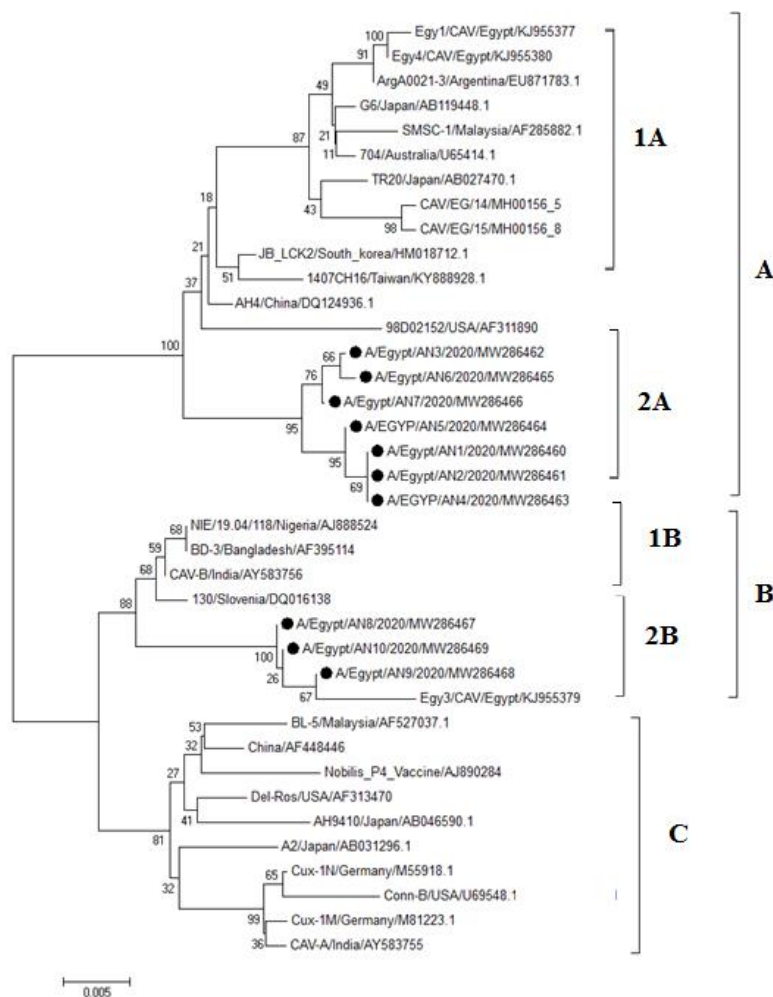 Egy1/CAV/Egypt/KJ955377
100
Egy4/CAV/Egypt/KJ955380
91
ArgA0021-3/Argentina/EU871783.1
49
G6/Japan/AB119448.1
SMSC-1/Malaysia/AF285882.1
21
87
1A
11
704/Australia/U65414.1
TR20/Japan/AB027470.1
43
CAV/EG/14/MH00156_5
18
98
CAV/EG/15/MH00156_8
21
JB_LCK2/South_korea/HM018712.1
51
1407CH16/Taiwan/KY888928.1
A
37
AH4/China/DQ124936.1
98D02152/USA/AF311890
100
A/Egypt/AN3/2020/MW286462
66
76
A/Egypt/AN6/2020/MW286465
A/Egypt/AN7/2020/MW286466
2A
95
A/EGYP/AN5/2020/MW286464
A/Egypt/AN1/2020/MW286460
95
A/Egypt/AN2/2020/MW286461
69
A/EGYP/AN4/2020/MW286463
NIE/19.04/118/Nigeria/AJ888524
68
1B
59
BD-3/Bangladesh/AF395114
68
CAV-B/India/AY583756
B
88
130/Slovenia/DQ016138
A/Egypt/AN8/2020/MW286467
2B
A/Egypt/AN10/2020/MW286469
100
A/Egypt/AN9/2020/MW286468
26
67
Egy3/CAV/Egypt/KJ955379
BL-5/Malaysia/AF527037.1
53
32
China/AF448446
27
Nobilis_P4_Vaccine/AJ890284
Del-Ros/USA/AF313470
41
AH9410/Japan/AB046590.1
C
81
A2/Japan/AB031296.1
32
Cux-1N/Germany/M55918.1
65
Conn-B/USA/U69548.1
99
Cux-1M/Germany/M81223.1
36
CAV-A/India/AY583755
0.005